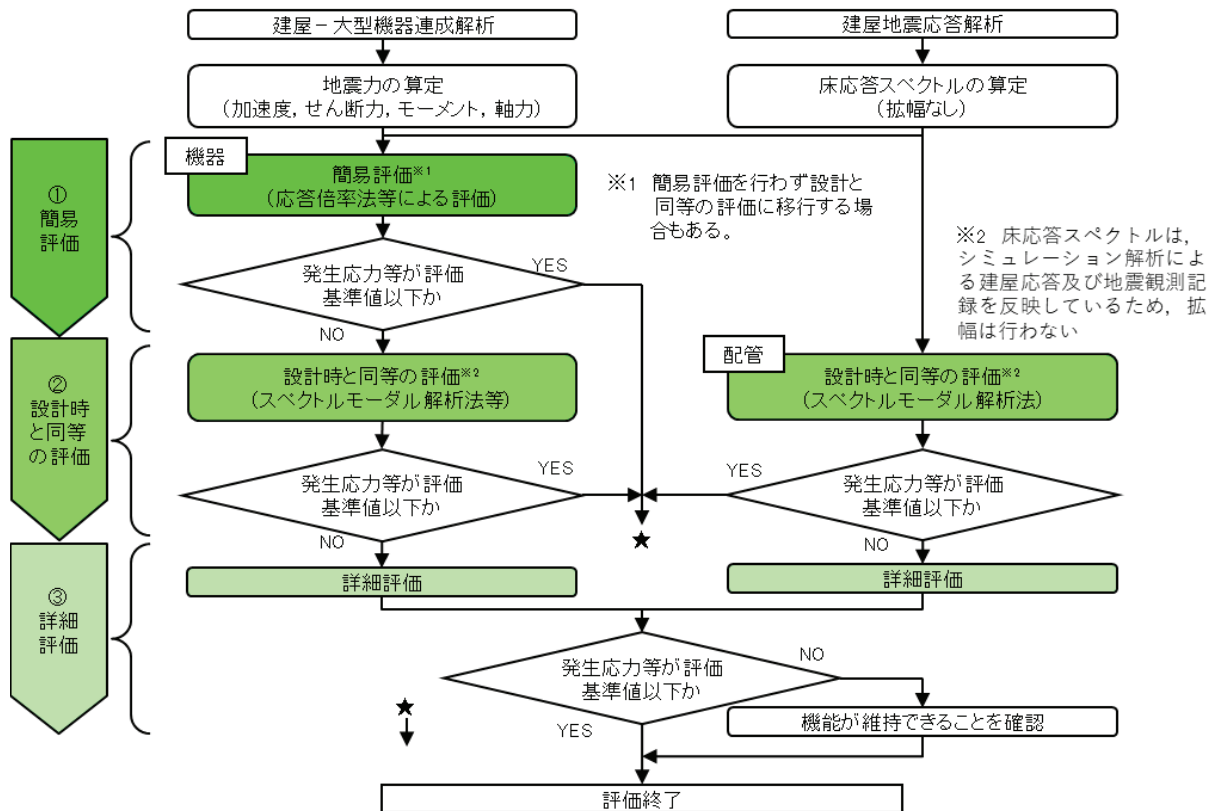 建屋－大型機器連成解析
建屋地震応答解析
地震力の算定
(加速度，せん断力，モーメント，軸力)
床応答スペクトルの算定
(拡幅なし)
①
簡易
評価
機器
簡易評価※1
(応答倍率法等による評価)
※1 簡易評価を行わず設計と
同等の評価に移行する場
合もある。
※2 床応答スペクトルは，
シミュレーション解析によ
る建屋応答及び地震観測記
録を反映しているため，拡
幅は行わない
発生応力等が評価
基準値以下か
YES
NO
②
設計時
と同等
の評価
設計時と同等の評価※2
(スペクトルモーダル解析法等)
配管
設計時と同等の評価※2
(スペクトルモーダル解析法)
発生応力等が評価
基準値以下か
YES
NO
YES
発生応力等が評価
基準値以下か
NO
★
③
詳細
評価
詳細評価
詳細評価
発生応力等が評価
基準値以下か
NO
YES
★
機能が維持できることを確認
評価終了